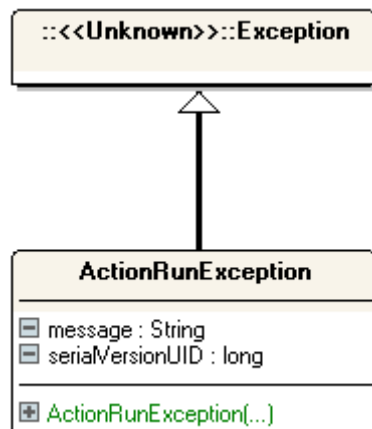 ::<<Unknown>>::Exception
ActionRunException
message : String
serialVersionUID : long
ActionRunException(...)